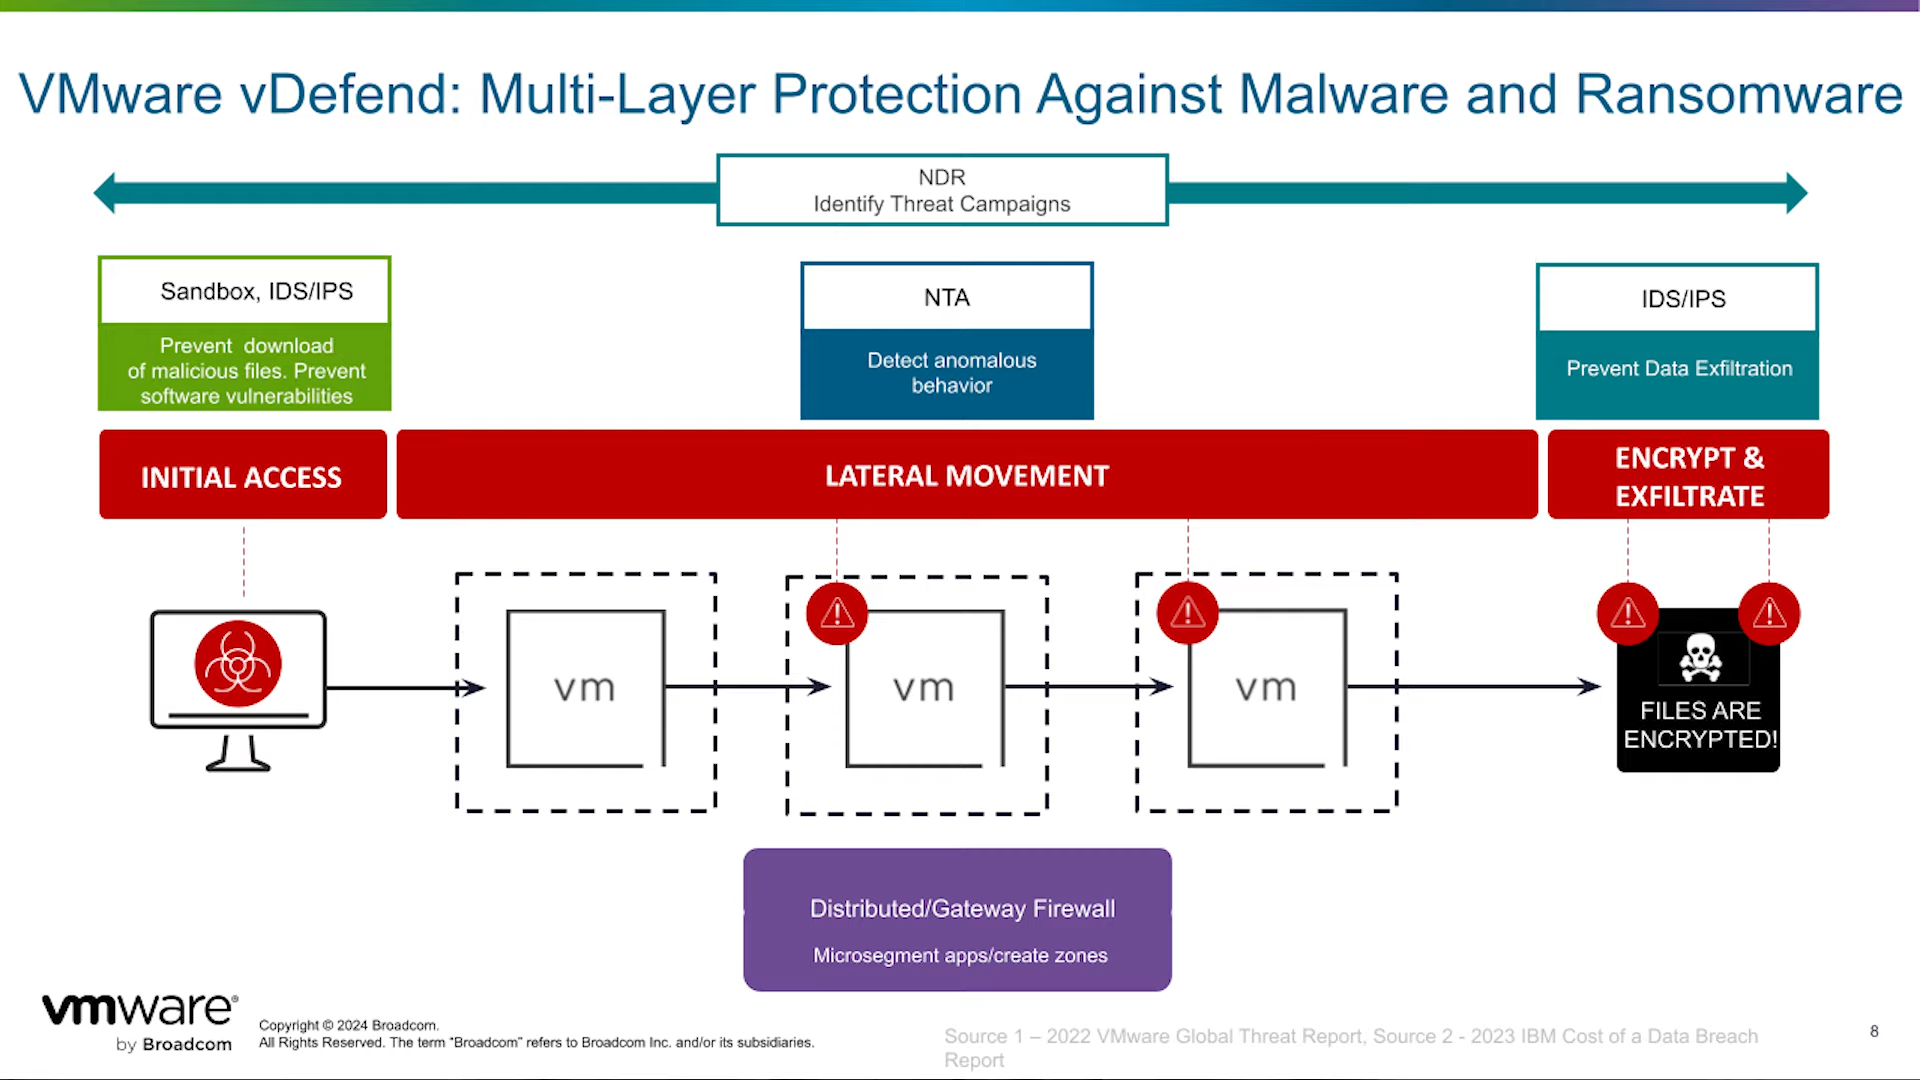 VMware vDefend: Multi-Layer Protection Against Malware and Ransomware
NDR
Identify Threat Campaigns
Sandbox, IDS/IPS
Prevent download
of malicious files. Prevent
software vulnerabilities
NTA
Detect anomalous
behavior
IDS/IPS
Prevent Data Exfiltration
INITIAL ACCESS
LATERAL MOVEMENT
ENCRYPT &
EXFILTRATE
vm
vm
vm
FILES ARE
ENCRYPTED!
Distributed/Gateway Firewall
Microsegment apps/create zones
vmware®
by Broadcom
Copyright © 2024 Broadcom.
All Rights Reserved. The term “Broadcom” refers to Broadcom Inc. and/or its subsidiaries.
Source 1 – 2022 VMware Global Threat Report, Source 2 - 2023 IBM Cost of a Data Breach
Report
8